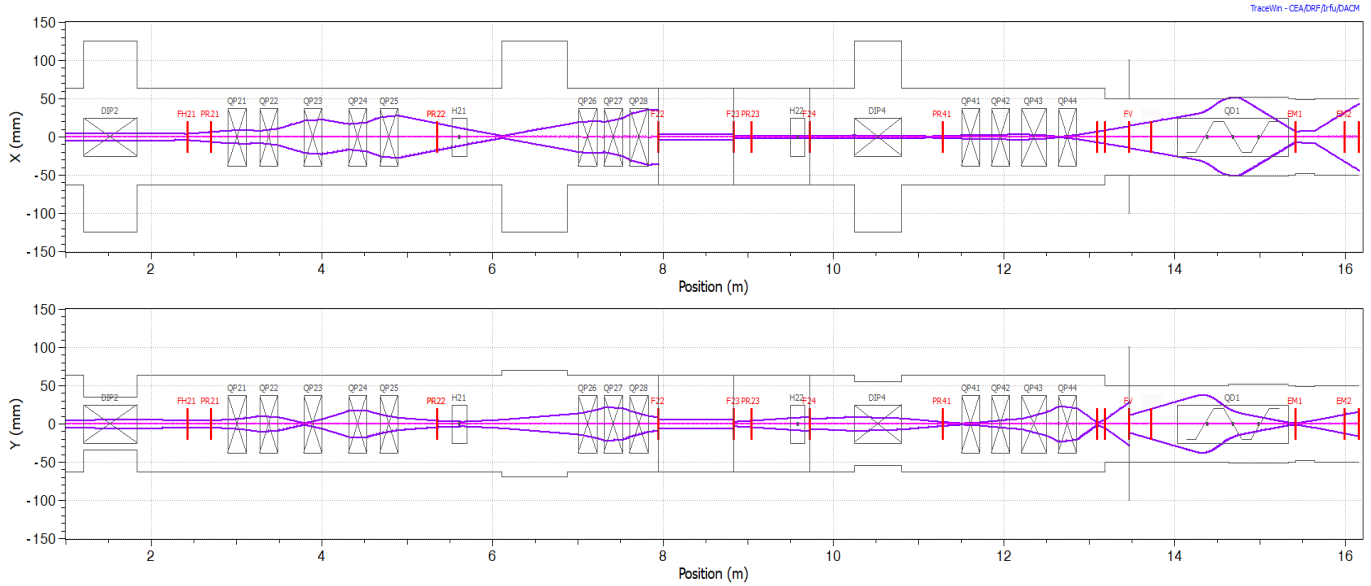 TraceWin - CEA/DRF/Irfu/DACM
150
100
50
0
-50
-100
-150
X (mm)
DIP2 FH21 PR21 QP21 QP22 QP23 QP24 QP25 PR22 H21 QP26 QP27 QP28 F22 F23 PR23 H22 F24 DIP4 PR41 QP41 QP42 QP43 QP44 FV QD1 EM1 EM2
2 4 6 8 10 12 14 16
Position (m)
150
100
50
0
-50
-100
-150
Y (mm)
DIP2 FH21 PR21 QP21 QP22 QP23 QP24 QP25 PR22 H21 QP26 QP27 QP28 F22 F23 PR23 H22 F24 DIP4 PR41 QP41 QP42 QP43 QP44 FV QD1 EM1 EM2
2 4 6 8 10 12 14 16
Position (m)